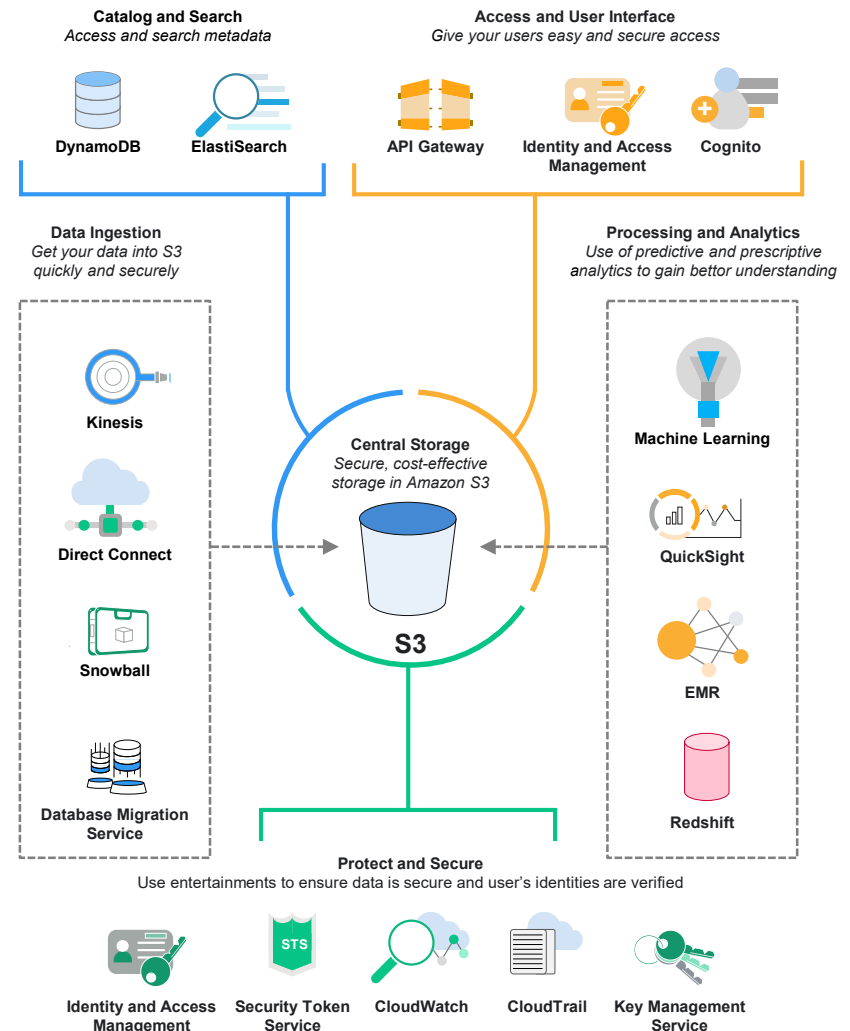 Catalog and Search
Access and search metadata
DynamoDB
ElastiSearch
Access and User Interface
Give your users easy and secure access
API Gateway
Identity and Access
Management
Cognito
Data Ingestion
Get your data into S3
quickly and securely
Kinesis
Direct Connect
Snowball
Database Migration
Service
Central Storage
Secure, cost-effective
storage in Amazon S3
S3
Processing and Analytics
Use of predictive and prescriptive
analytics to gain bettor understanding
Machine Learning
QuickSight
EMR
Redshift
Protect and Secure
Use entertainments to ensure data is secure and user's identities are verified
Identity and Access
Management
STS
Security Token
Service
CloudWatch
CloudTrail
Key Management
Service